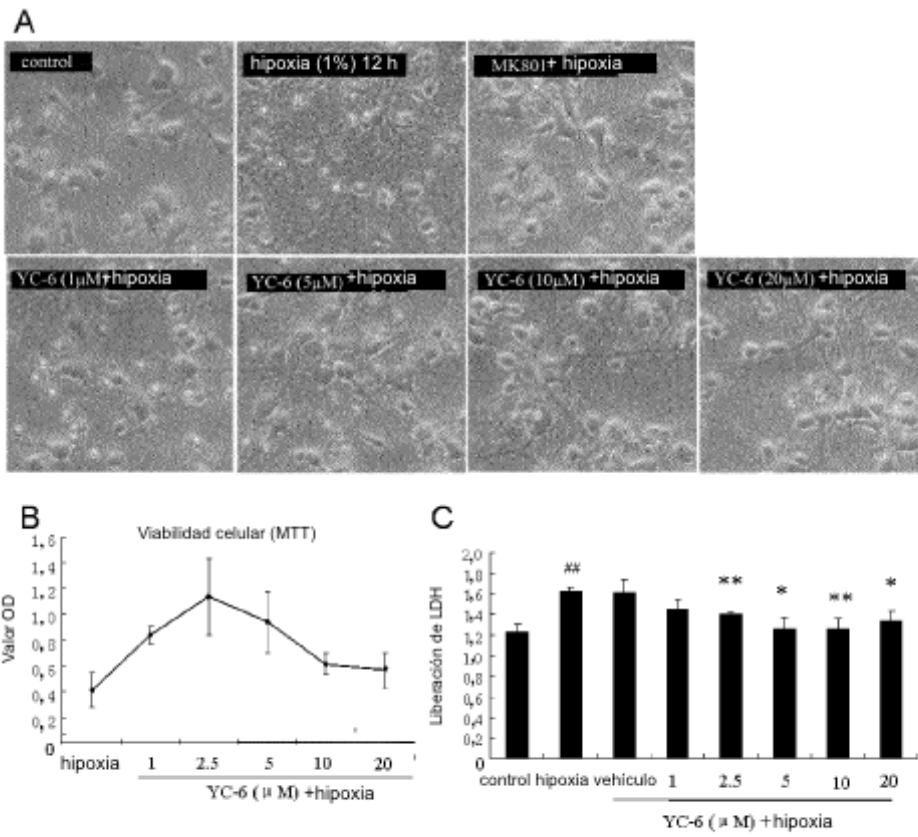 A
control
hipoxia (1%) 12 h
MK801+ hipoxia
YC-6 (1μM)+hipoxia
YC-6 (5μM) +hipoxia
YC-6 (10μM) +hipoxia
YC-6 (20μM) +hipoxia
B
Viabilidad celular (MTT)
Valor OD
1,6
1,4
1,2
1,0
0,8
0,6
0,4
0,2
0
hipoxia 1 2.5 5 10 20
YC-6 ( μ M) +hipoxia
C
Liberación de LDH
2,0
1,8
1,6
1,4
1,2
1,0
0,8
0,6
0,4
0,2
0
##
**
*
**
*
control hipoxia vehículo 1 2.5 5 10 20
YC-6 ( μ M) +hipoxia